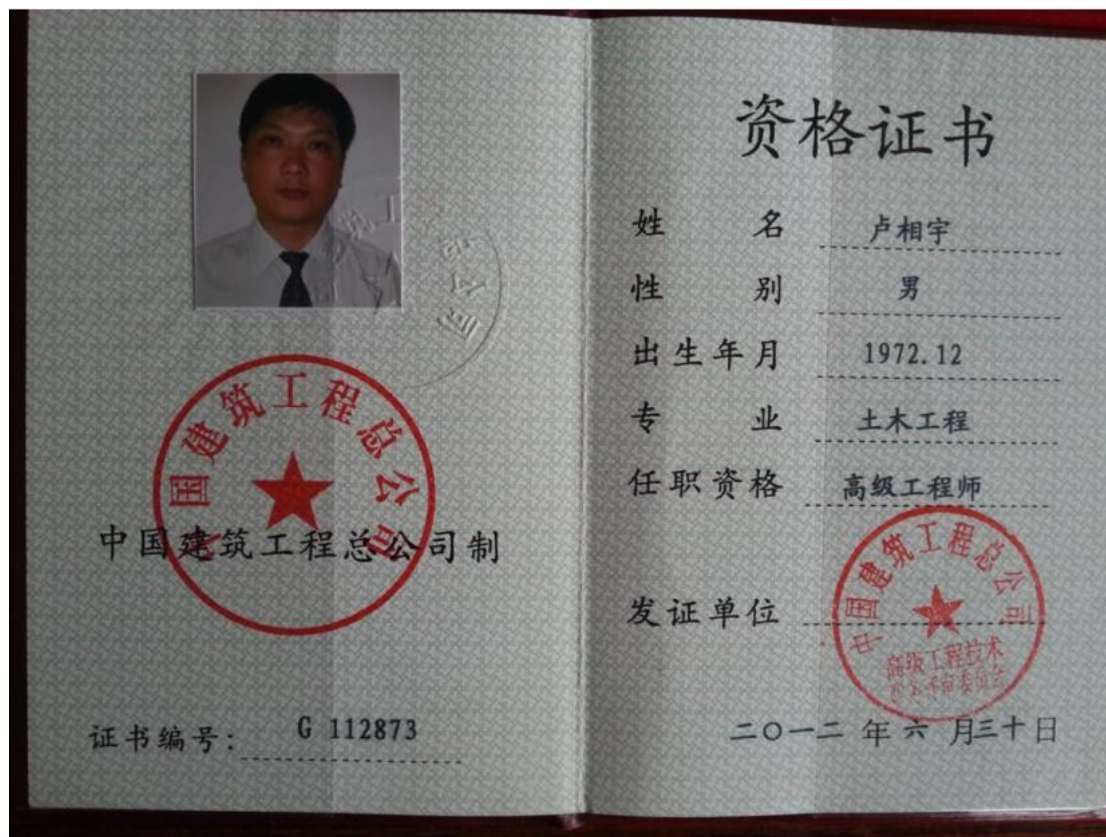 中国建筑工程总公司
中国建筑工程总公司制
证书编号: G 112873
资格证书
姓名 卢相宇
性别 男
出生年月 1972.12
专业 土木工程
任职资格 高级工程师
发证单位
中国建筑工程总公司
高级工程技术
二〇一二年六月三十日